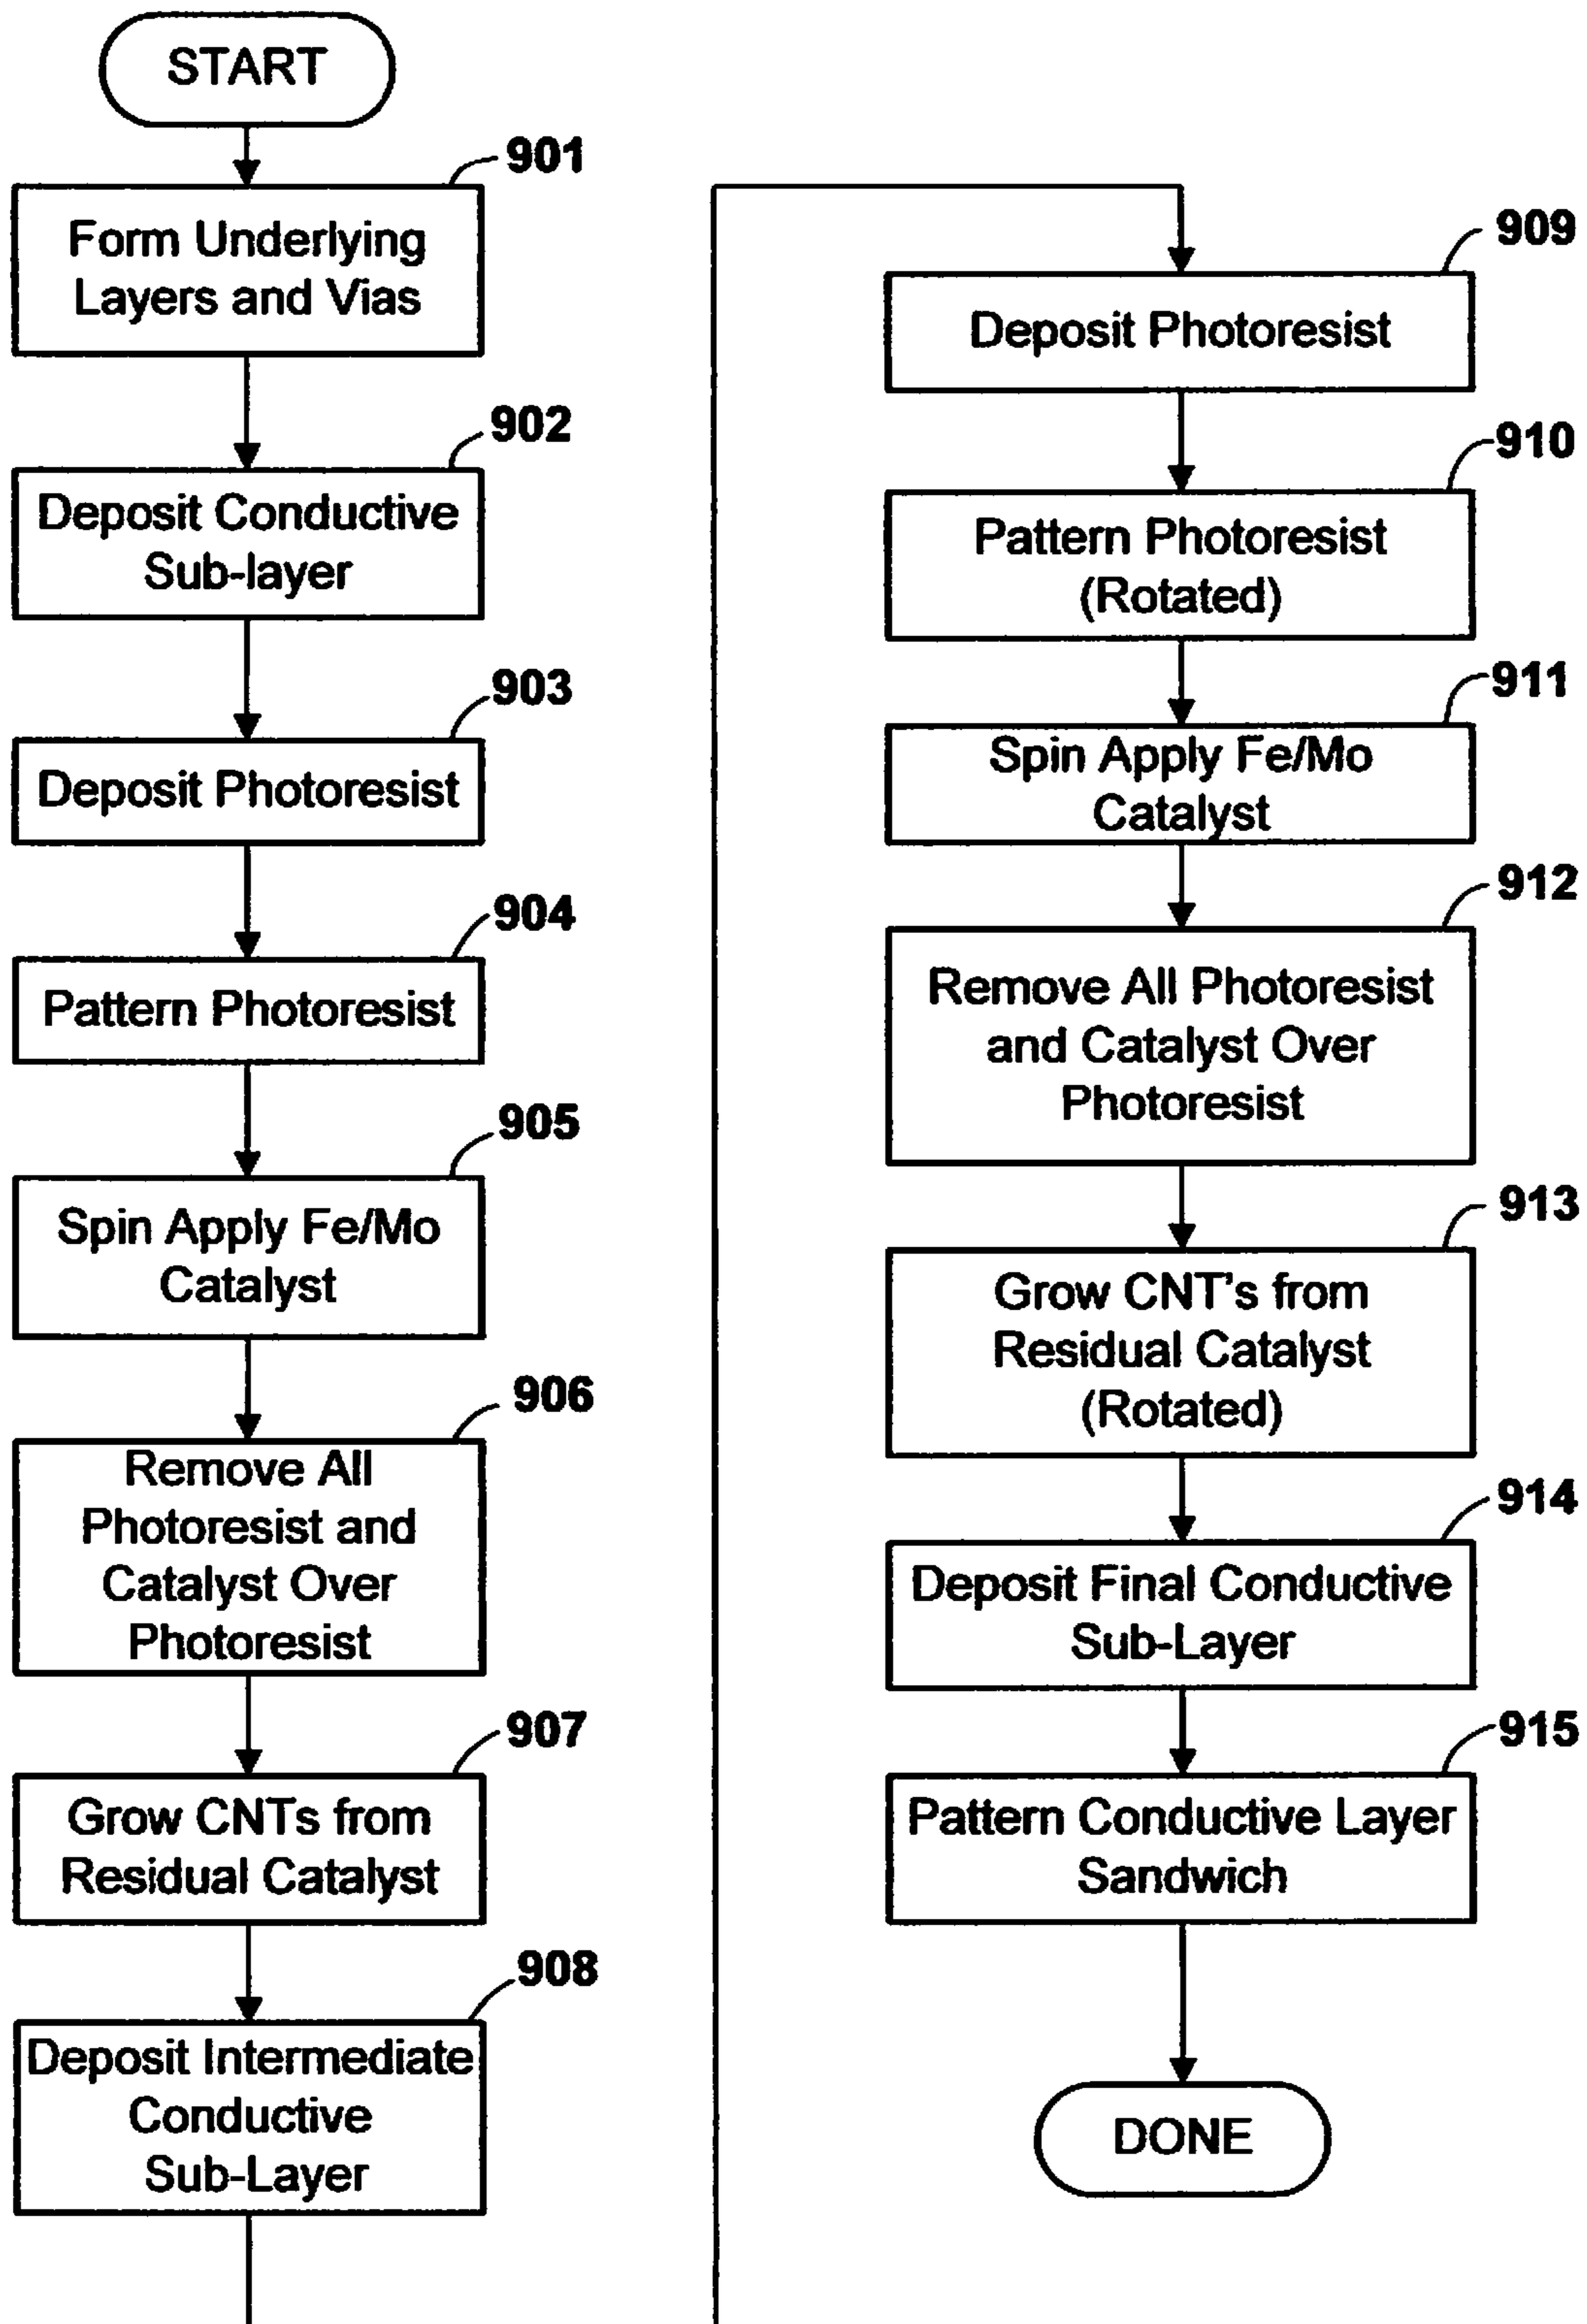 START
901
Form Underlying
Layers and Vias
902
Deposit Conductive
Sub-layer
903
Deposit Photoresist
904
Pattern Photoresist
905
Spin Apply Fe/Mo
Catalyst
906
Remove All
Photoresist and
Catalyst Over
Photoresist
907
Grow CNTs from
Residual Catalyst
908
Deposit Intermediate
Conductive
Sub-Layer
909
Deposit Photoresist
910
Pattern Photoresist
(Rotated)
911
Spin Apply Fe/Mo
Catalyst
912
Remove All Photoresist
and Catalyst Over
Photoresist
913
Grow CNT's from
Residual Catalyst
(Rotated)
914
Deposit Final Conductive
Sub-Layer
915
Pattern Conductive Layer
Sandwich
DONE